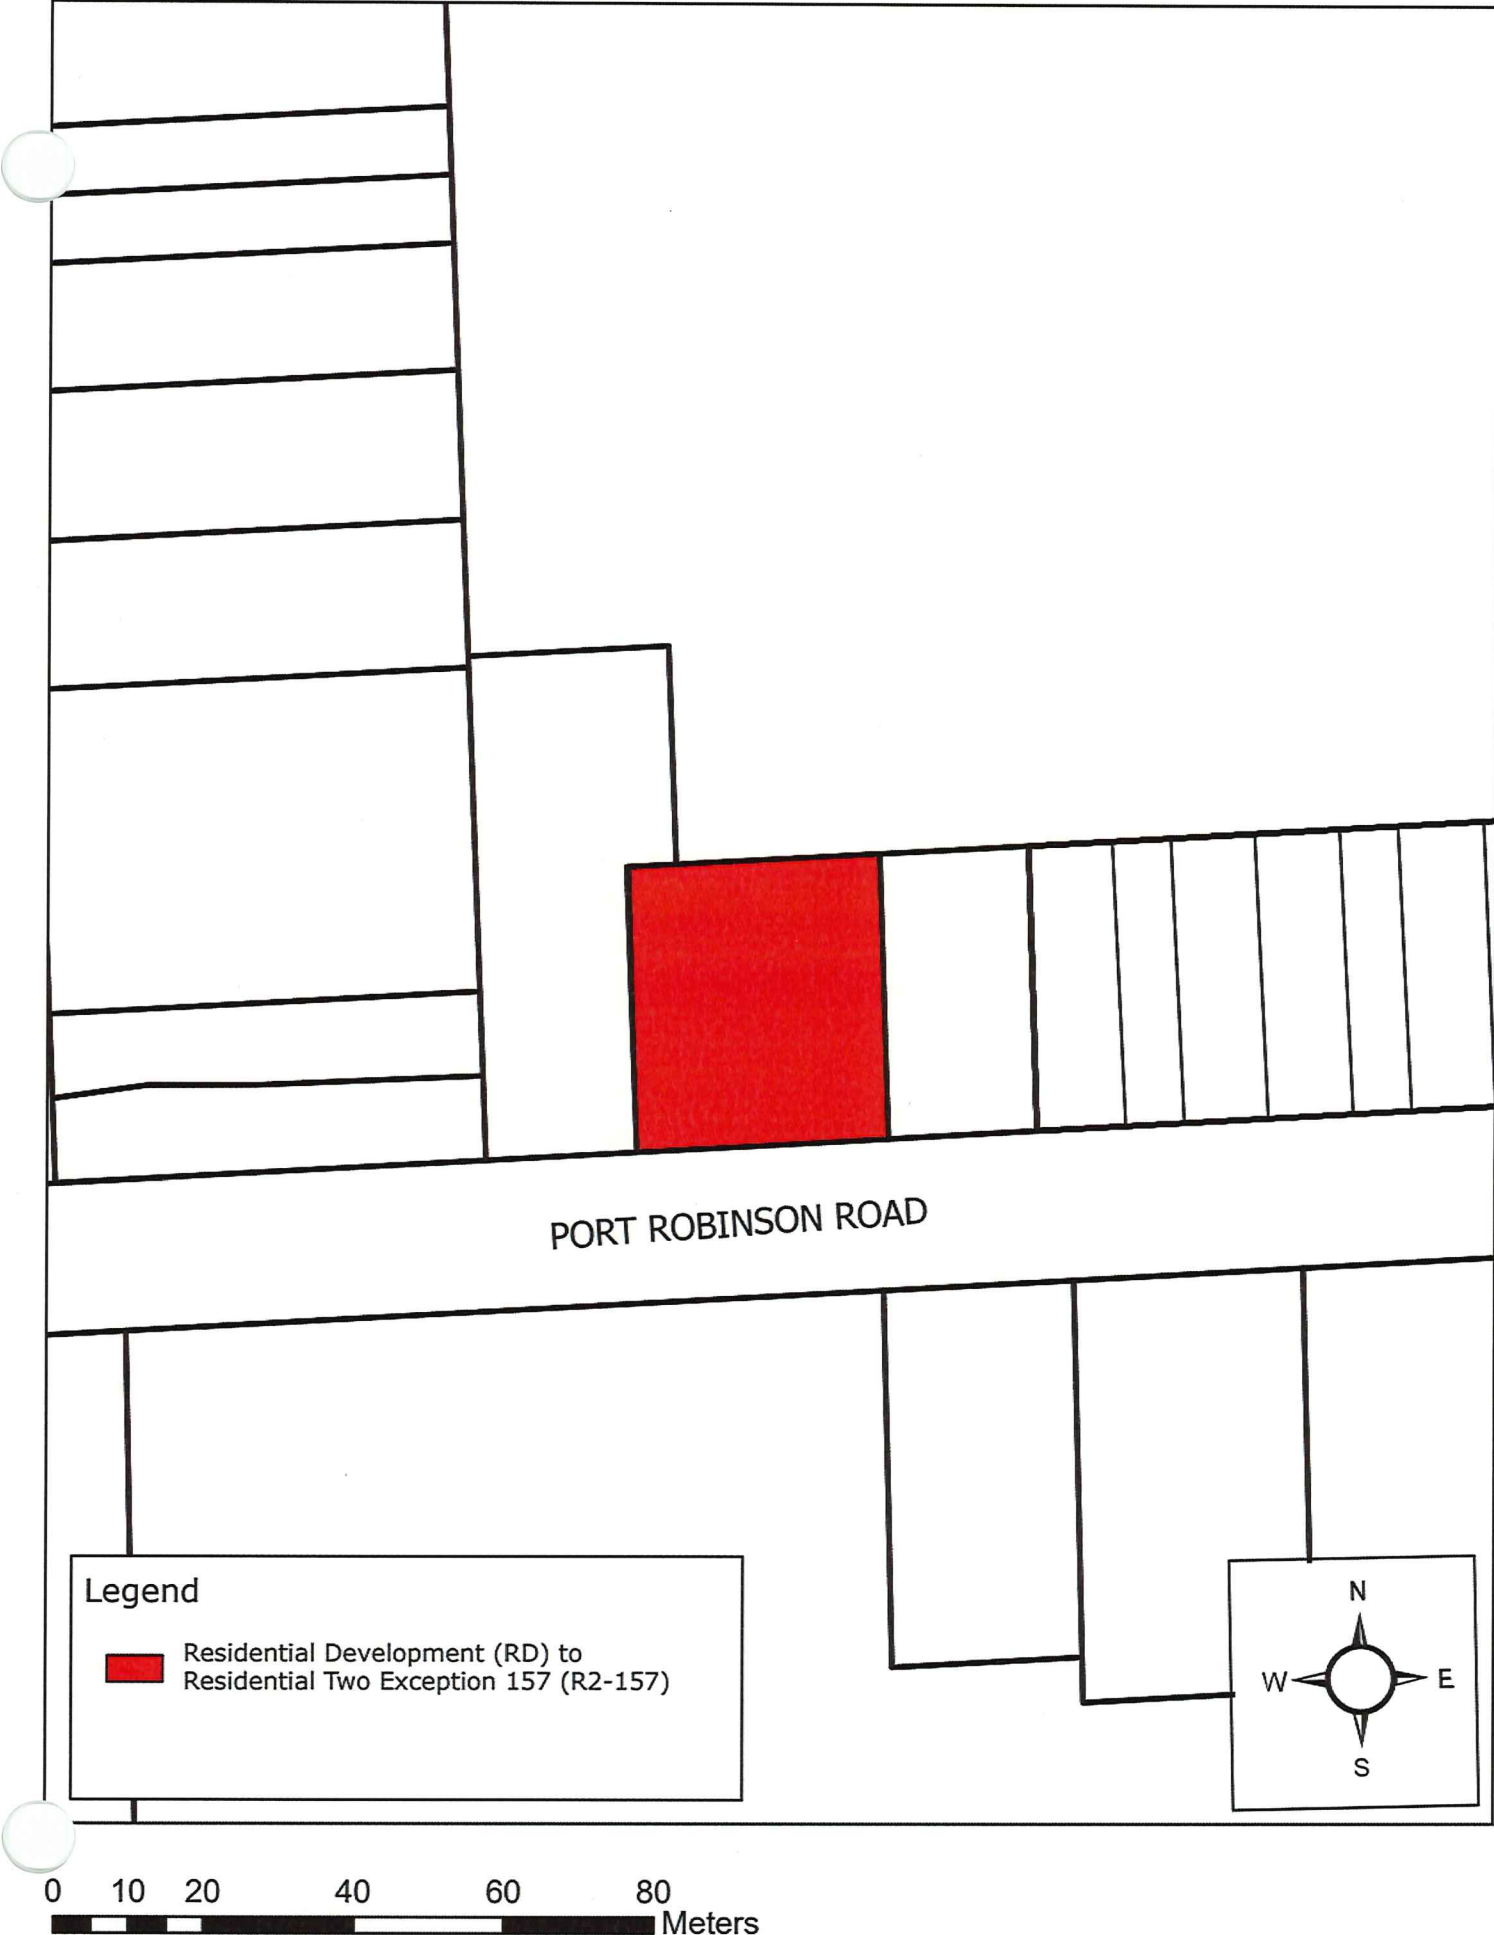 PORT ROBINSON ROAD
Legend
Residential Development (RD) to
Residential Two Exception 157 (R2-157)
N
W E
S
0 10 20 40 60 80
Meters